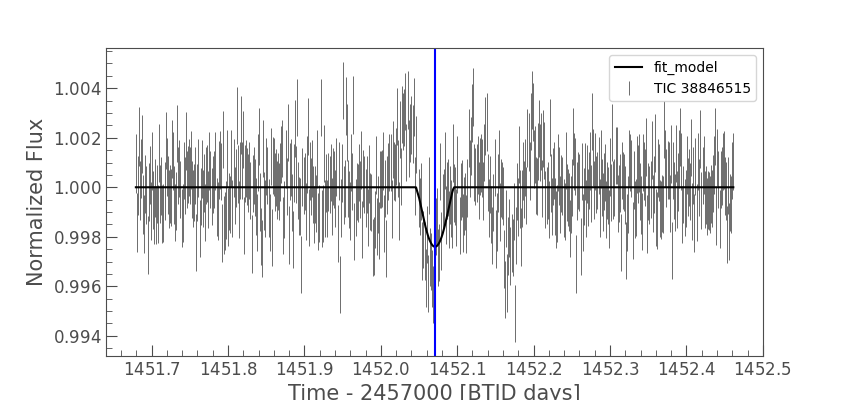 fit_model
TIC 38846515
1.004
1.002
1.000
0.998
0.996
0.994
Normalized Flux
1451.7 1451.8 1451.9 1452.0 1452.1 1452.2 1452.3 1452.4 1452.5
Time - 2457000 [BTJD days]